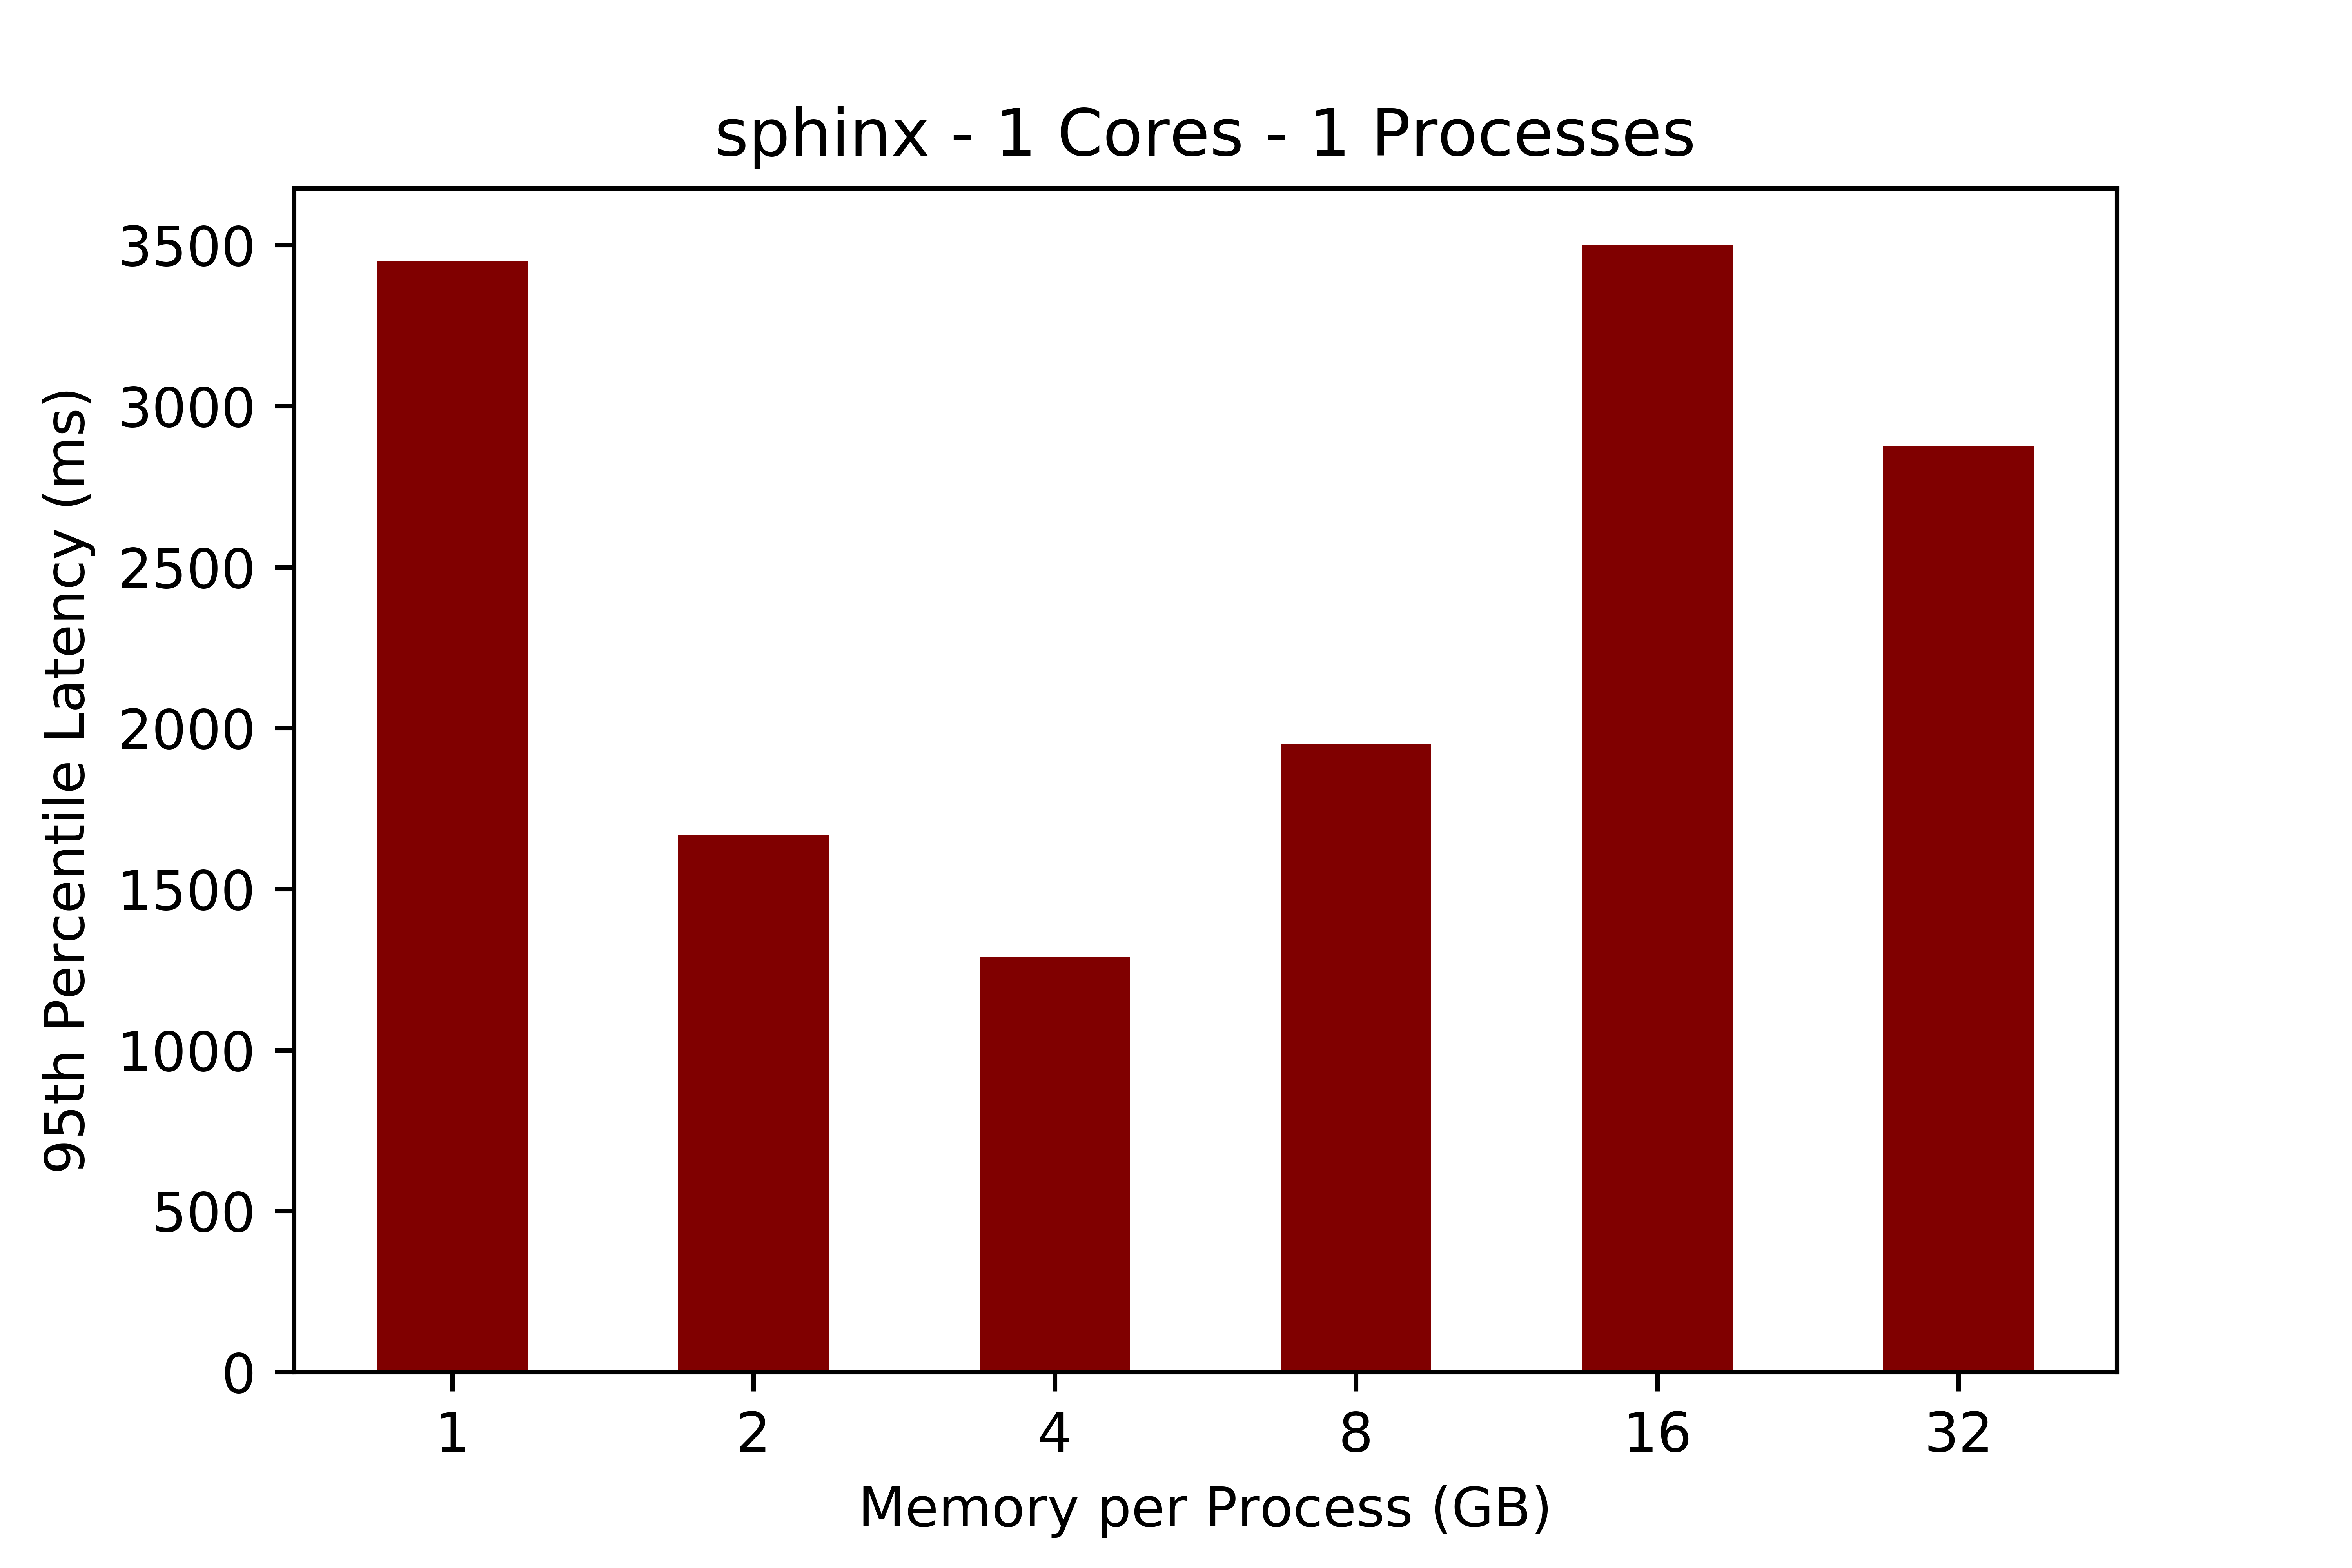 sphinx - 1 Cores - 1 Processes
95th Percentile Latency (ms)
3500
3000
2500
2000
1500
1000
500
0
1 2 4 8 16 32
Memory per Process (GB)